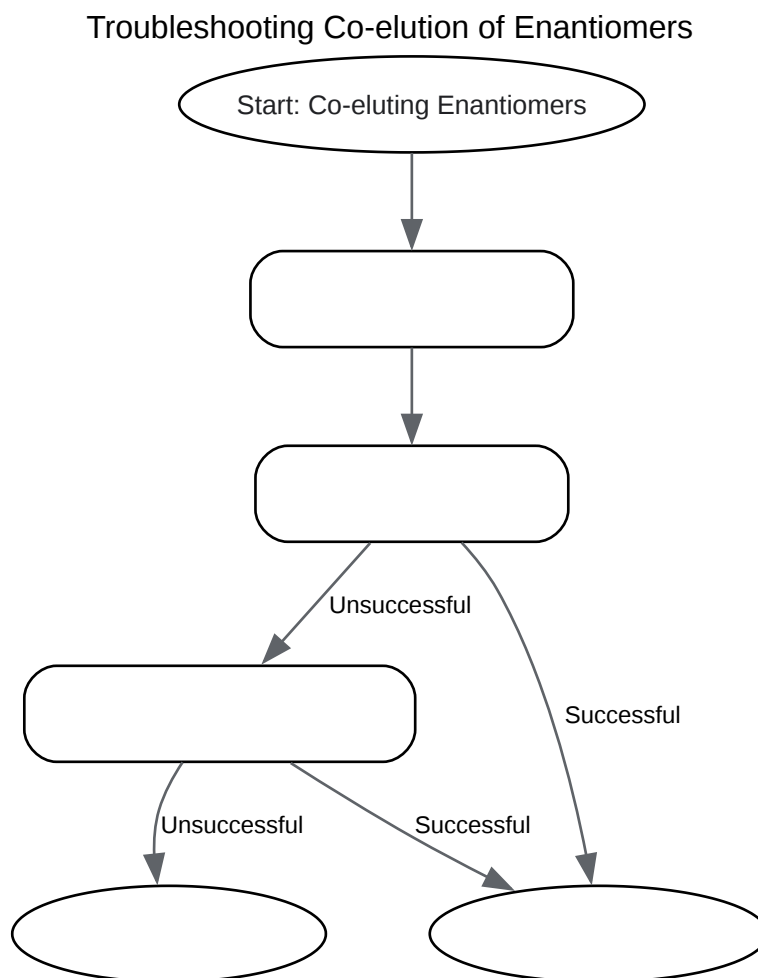 Troubleshooting Co-elution of Enantiomers
Start: Co-eluting Enantiomers
Unsuccessful
Successful
Unsuccessful
Successful